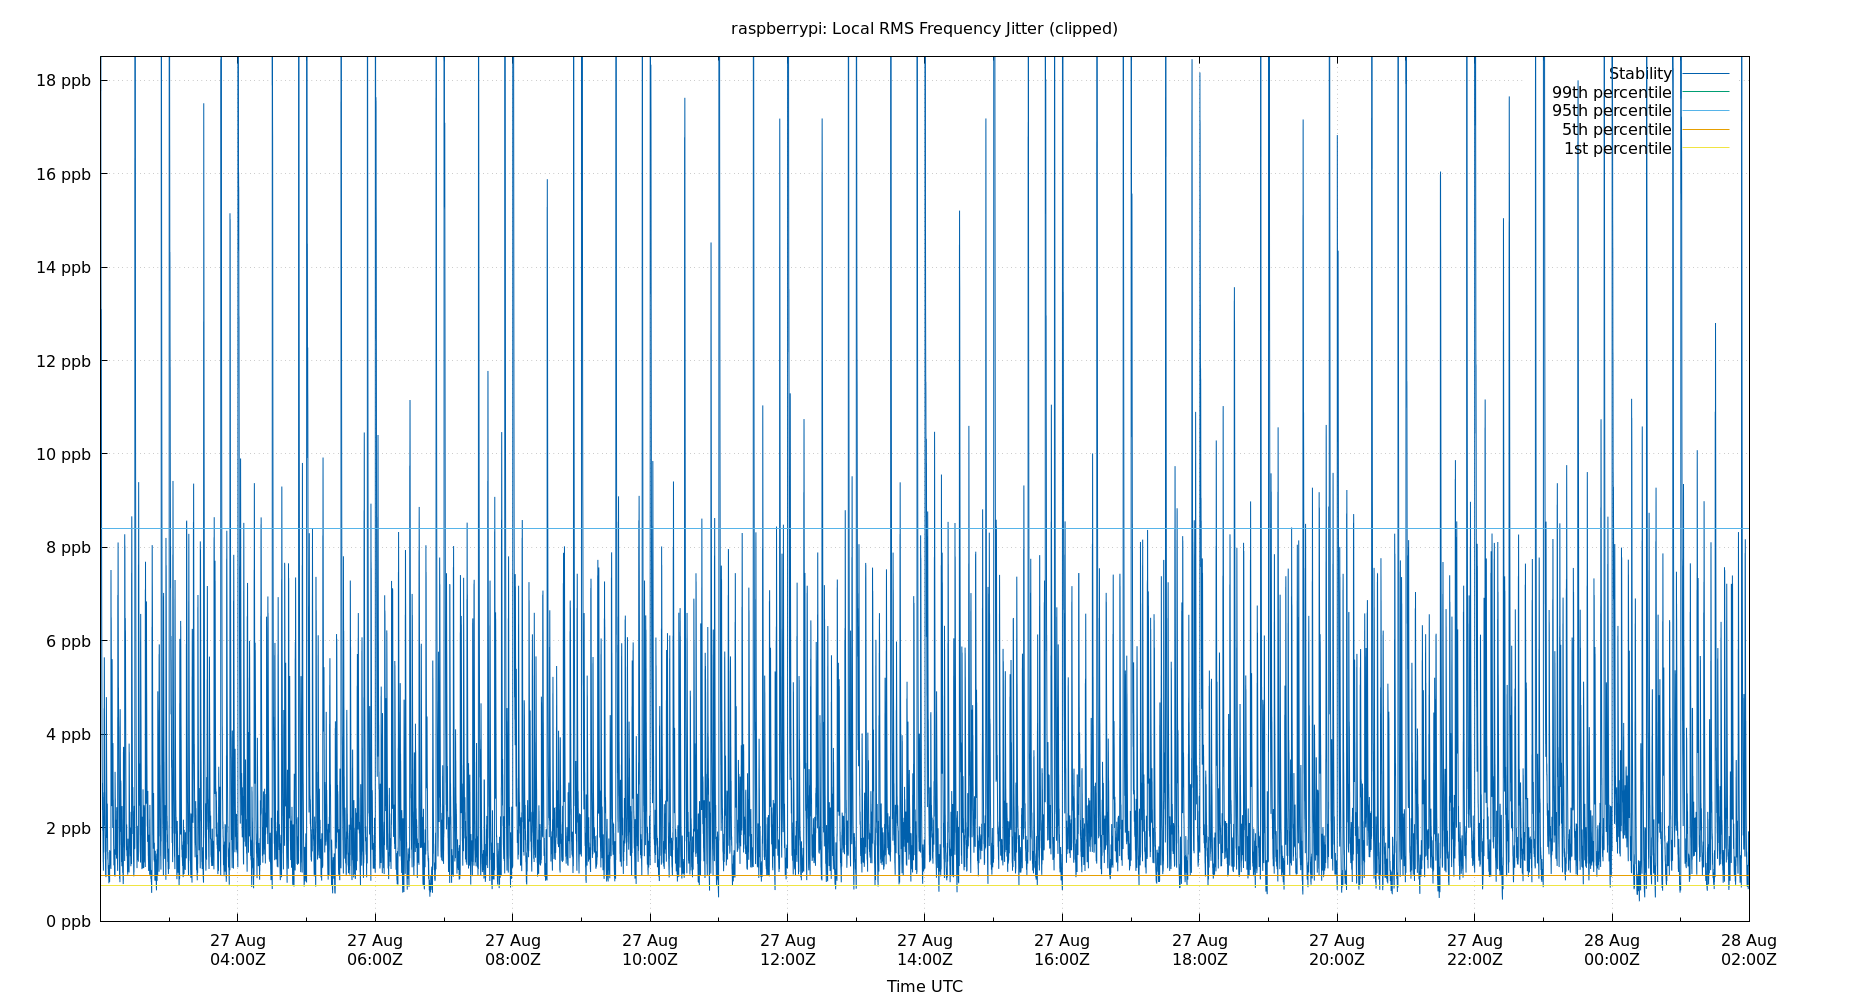 raspberrypi: Local RMS Frequency Jitter (clipped)
18 ppb
16 ppb
14 ppb
12 ppb
10 ppb
8 ppb
6 ppb
4 ppb
2 ppb
0 ppb
Stability
99th percentile
95th percentile
5th percentile
1st percentile
27 Aug 27 Aug 27 Aug 27 Aug 27 Aug 27 Aug 27 Aug 27 Aug 27 Aug 27 Aug 28 Aug 28 Aug
04:00Z 06:00Z 08:00Z 10:00Z 12:00Z 14:00Z 16:00Z 18:00Z 20:00Z 22:00Z 00:00Z 02:00Z
Time UTC